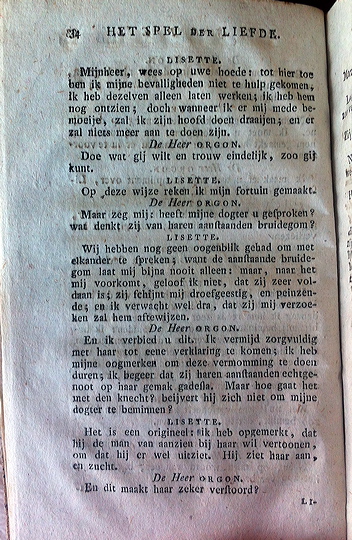 34 HET SPEL DER LIEFDE.
LISETTE.
Mijnheer, wees op uwe hoede: tot hier toe
ben ik mijne bevalligheden niet te hulp gekomen,
ik heb dezelven alleen laten werken; ik heb hem
nog ontzien; doch wanneer ik er mij mede be-
moeije, zal ik zijn hoofd doen draaijen; en er
zal niets meer aan te doen zijn.
De Heer ORGON.
Doe wat gij wilt en trouw eindelijk, zoo gij
kunt.
LISETTE.
Op deze wijze reken ik mijn fortuin gemaakt.
De Heer ORGON.
Maar zeg mij: heeft mijne dogter u gesproken?
wat denkt zij van haren aanstaanden bruidegom?
LISETTE.
Wij hebben nog geen oogenblik gehad om met
elkander te spreken; want de aanstaande bruide-
gom laat mij bijna nooit alleen: maar, naar het
mij voorkomt, geloof ik niet, dat zij zeer vol-
daan is; zij schijnt mij droefgeestig, en peinzen-
de; en ik verwacht wel dra, dat zij mij verzoe-
ken zal hem aftewijzen.
De Heer ORGON.
En ik verbied u dit. Ik vermijd zorgvuldig
met haar tot eene verklaring te komen; ik heb
mijne oogmerken om deze vermomming te doen
duren; ik begeer dat zij haren aanstaanden echtge-
noot op haar gemak gadesla. Maar hoe gaat het
met den knecht? beijvert hij zich niet om mijne
dogter te beminnen?
LISETTE.
Het is een origineel: ik heb opgemerkt, dat
hij de man van aanzien bij haar wil vertoonen,
om dat hij er wel uitziet. Hij ziet haar aan,
en zucht.
De Heer ORGON.
En dit maakt haar zeker verstoord?
LI-